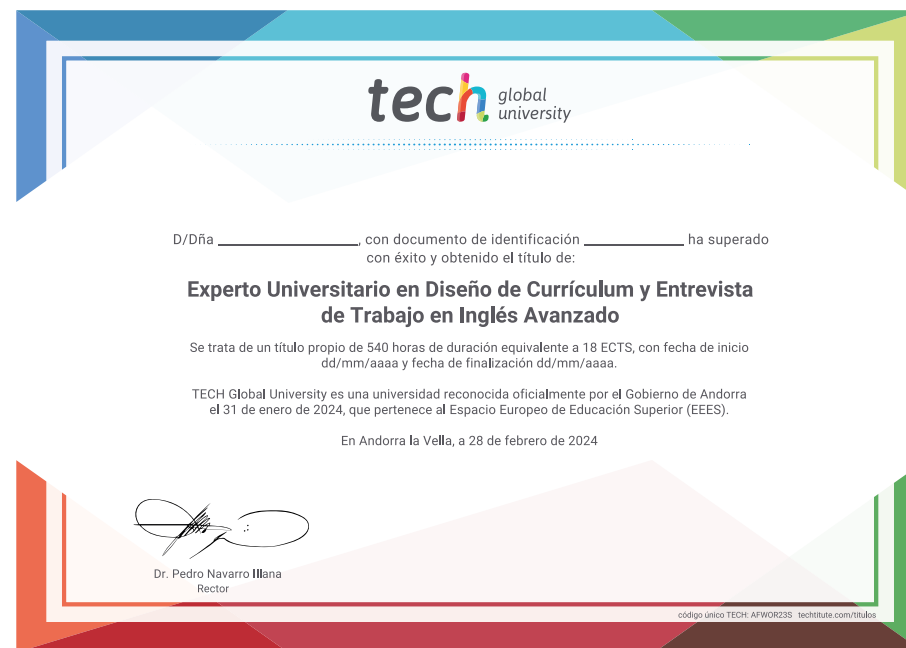 tech global
university
D/Dña ______________, con documento de identificación __________ ha superado
con éxito y obtenido el título de:
Experto Universitario en Diseño de Currículum y Entrevista
de Trabajo en Inglés Avanzado
Se trata de un título propio de 540 horas de duración equivalente a 18 ECTS, con fecha de inicio
dd/mm/aaaa y fecha de finalización dd/mm/aaaa.
TECH Global University es una universidad reconocida oficialmente por el Gobierno de Andorra
el 31 de enero de 2024, que pertenece al Espacio Europeo de Educación Superior (EEES).
En Andorra la Vella, a 28 de febrero de 2024
Dr. Pedro Navarro Illana
Rector
código único TECH: AFWOR23S techtitute.com/titulos